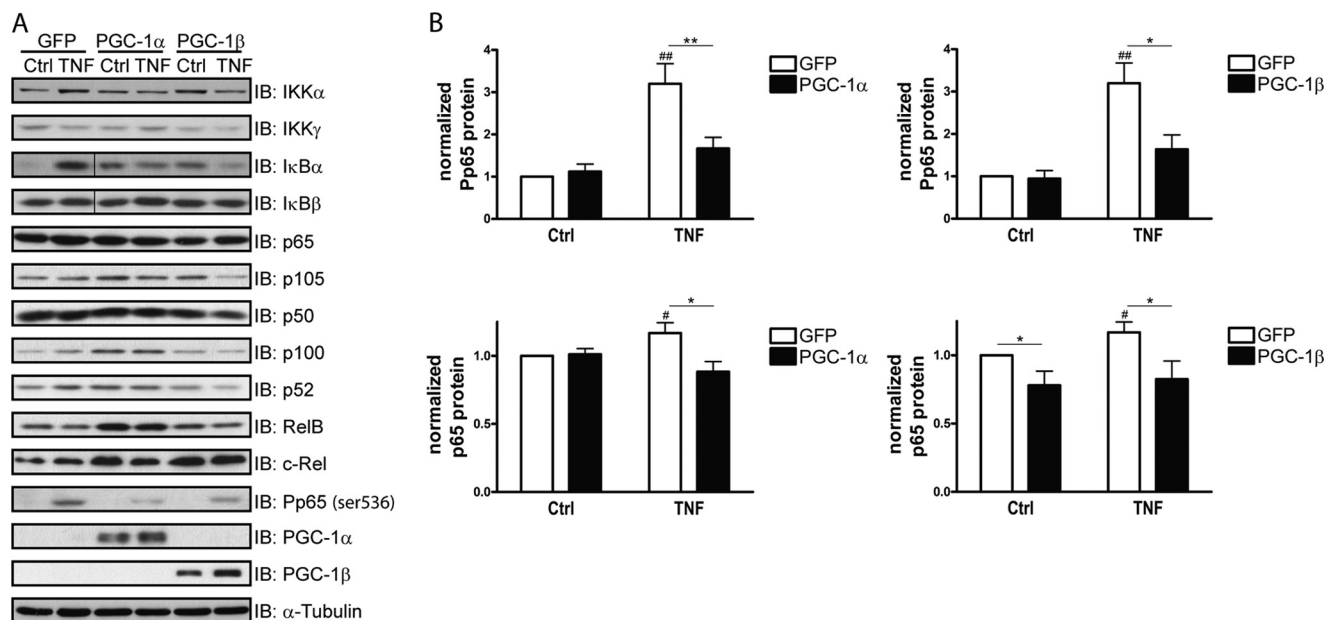 A
GFP PGC-1α PGC-1β
Ctrl TNF Ctrl TNF Ctrl TNF
IB: IKKα
IB: IKKγ
IB: IκBα
IB: IκBβ
IB: p65
IB: p105
IB: p50
IB: p100
IB: p52
IB: RelB
IB: c-Rel
IB: Pp65 (ser536)
IB: PGC-1α
IB: PGC-1β
IB: α-Tubulin
B
normalized
Pp65 protein
4
3
2
1
0
##
**
Ctrl TNF
GFP
PGC-1α
normalized
Pp65 protein
4
3
2
1
0
##
*
Ctrl TNF
GFP
PGC-1β
normalized
p65 protein
1.0
0.5
0.0
#
*
Ctrl TNF
GFP
PGC-1α
normalized
p65 protein
1.0
0.5
0.0
*
#
*
Ctrl TNF
GFP
PGC-1β